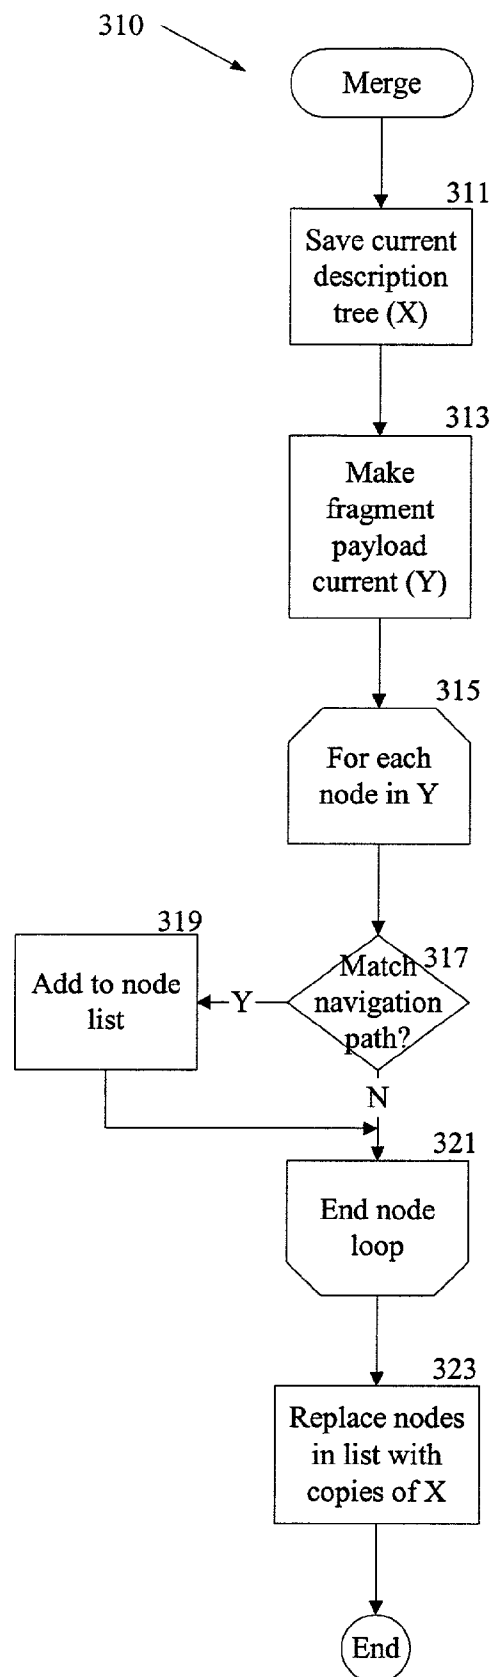 310
Merge
311
Save current
description
tree (X)
313
Make
fragment
payload
current (Y)
315
For each
node in Y
317
Match
navigation
path?
Y
319
Add to node
list
N
321
End node
loop
323
Replace nodes
in list with
copies of X
End